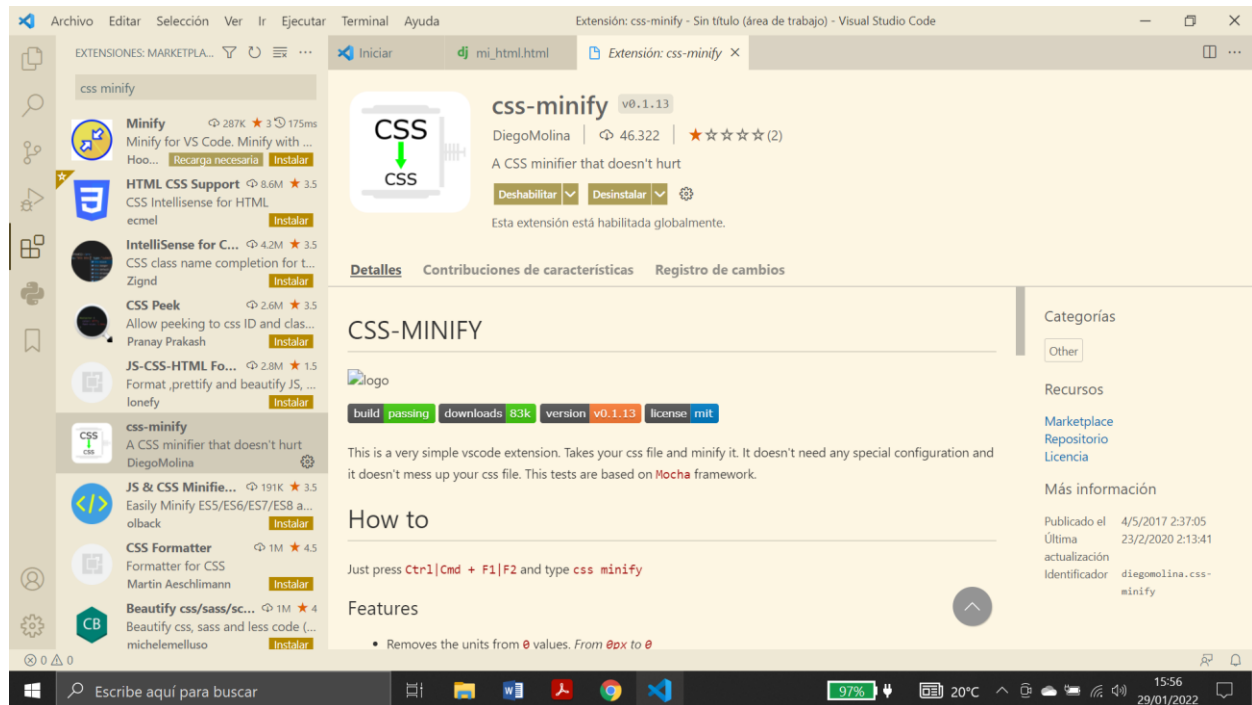 Archivo Editar Selección Ver Ir Ejecutar Terminal Ayuda
Extensión: css-minify - Sin título (área de trabajo) - Visual Studio Code
EXTENSIONES: MARKETPLA...
css minify
Minify 287K ★ 3 175ms
Minify for VS Code. Minify with ...
Hoo... Recarga necesaria Instalar
HTML CSS Support 8.6M ★ 3.5
CSS Intellisense for HTML
ecmel Instalar
IntelliSense for C... 4.2M ★ 3.5
CSS class name completion for t...
Zignd Instalar
CSS Peek 2.6M ★ 3.5
Allow peeking to css ID and clas...
Pranay Prakash Instalar
JS-CSS-HTML Fo... 2.8M ★ 1.5
Format ,prettify and beautify JS, ...
lonefy Instalar
CSS
css
css-minify
A CSS minifier that doesn't hurt
DiegoMolina
JS & CSS Minifie... 191K ★ 3.5
Easily Minify ES5/ES6/ES7/ES8 a...
olback Instalar
CSS Formatter 1M ★ 4.5
Formatter for CSS
Martin Aeschlimann Instalar
CB
Beautify css/sass/sc... 1M ★ 4
Beautify css, sass and less code (...
michelemelluso Instalar
Iniciar
dj mi_html.html
Extensión: css-minify
CSS
css
css-minify v0.1.13
DiegoMolina 46.322 ★☆☆☆☆(2)
A CSS minifier that doesn't hurt
Deshabilitar Desinstalar
Esta extensión está habilitada globalmente.
Detalles Contribuciones de características Registro de cambios
CSS-MINIFY
logo
build passing downloads 83k version v0.1.13 license mit
This is a very simple vscode extension. Takes your css file and minify it. It doesn't need any special configuration and
it doesn't mess up your css file. This tests are based on Mocha framework.
How to
Just press Ctrl|Cmd + F1|F2 and type css minify
Features
• Removes the units from 0 values. From 0px to 0
Categorías
Other
Recursos
Marketplace
Repositorio
Licencia
Más información
Publicado el 4/5/2017 2:37:05
Última actualización 23/2/2020 2:13:41
Identificador diegomolina.css-minify
0 0
Escribe aquí para buscar
97%
20°C
15:56
29/01/2022